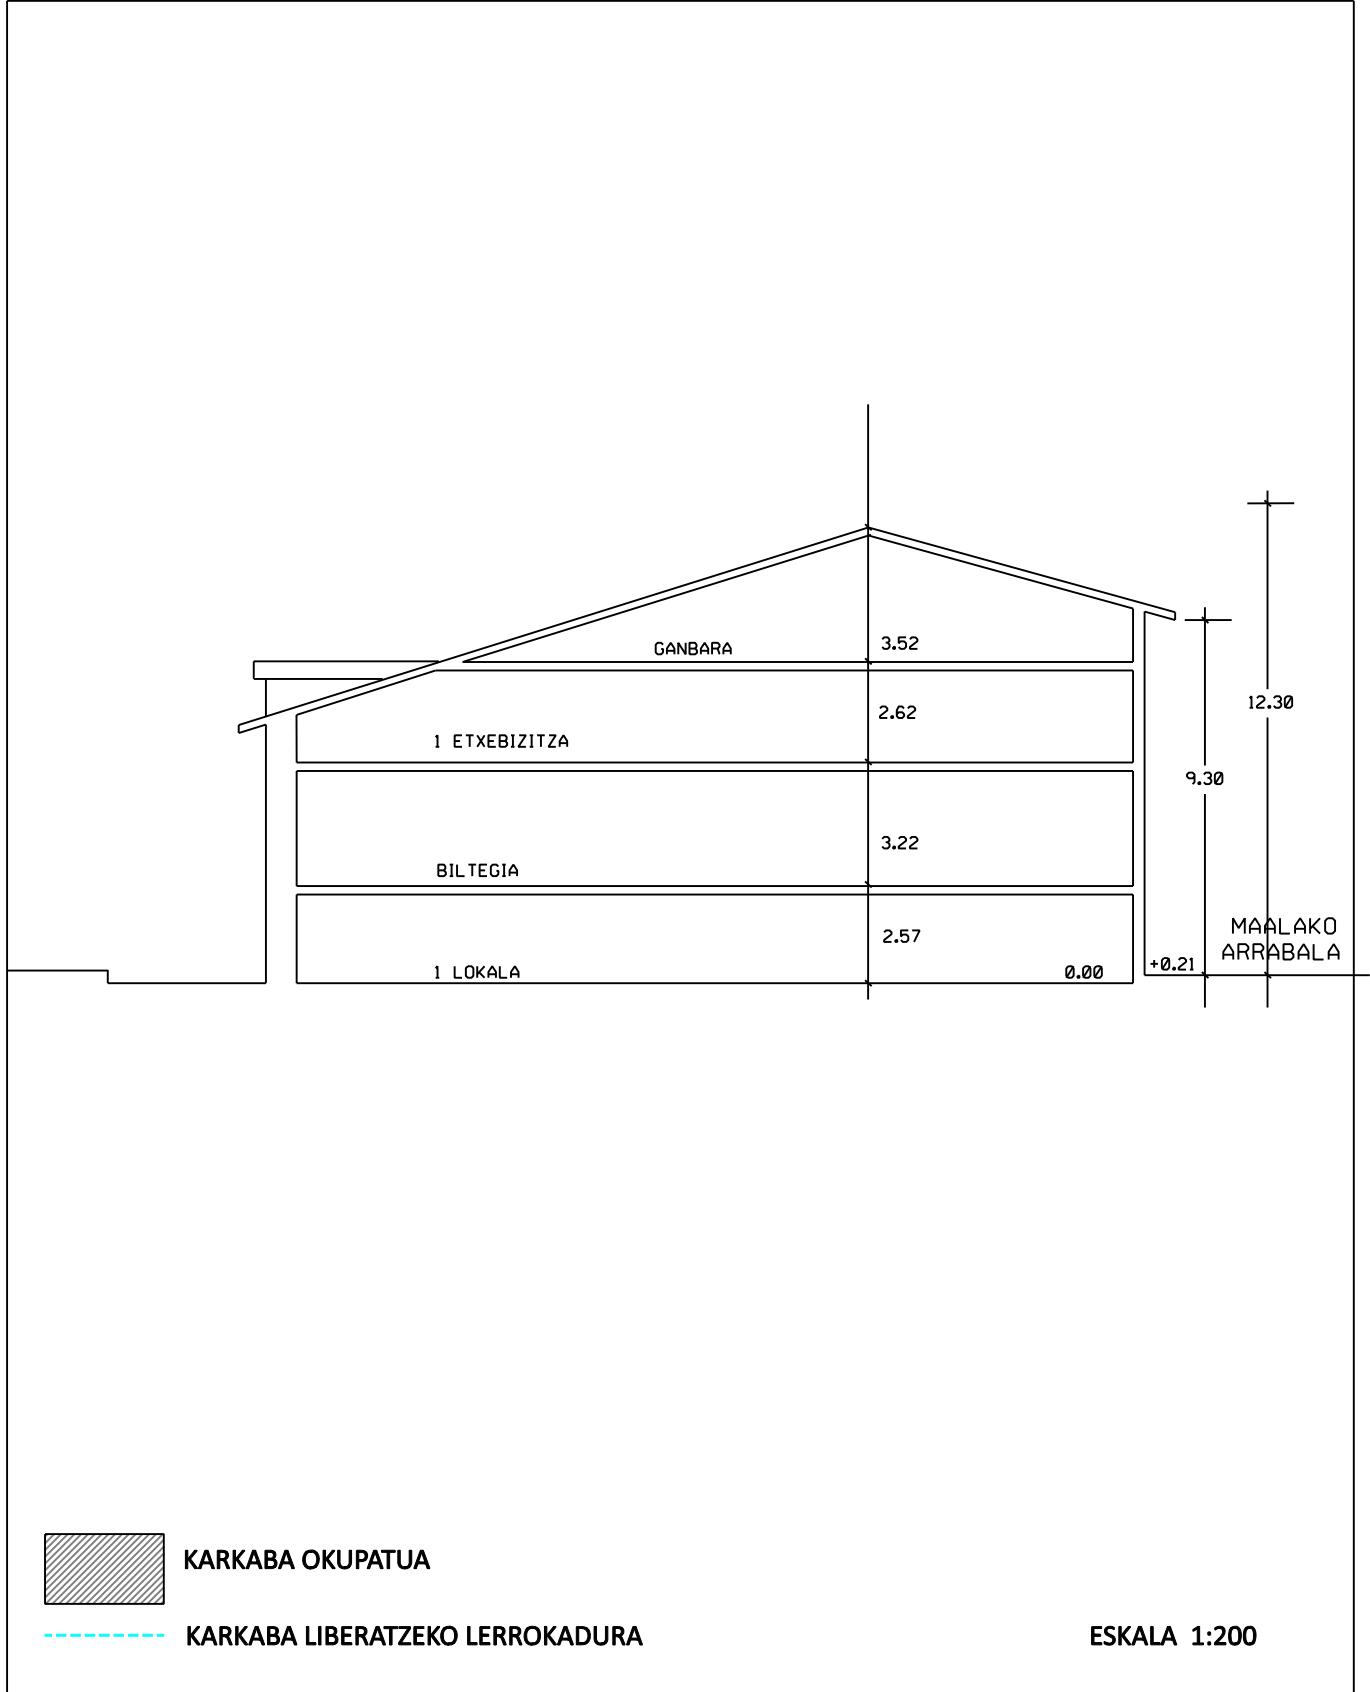 GANBARA
3.52
2.62
12.30
1 ETXEBIZITZA
9.30
3.22
BILTEGIA
MAALAKO
ARRABALA
2.57
+0.21
1 LOKALA
0.00
KARKABA OKUPATUA
KARKABA LIBERATZEKO LERROKADURA
ESKALA 1:200